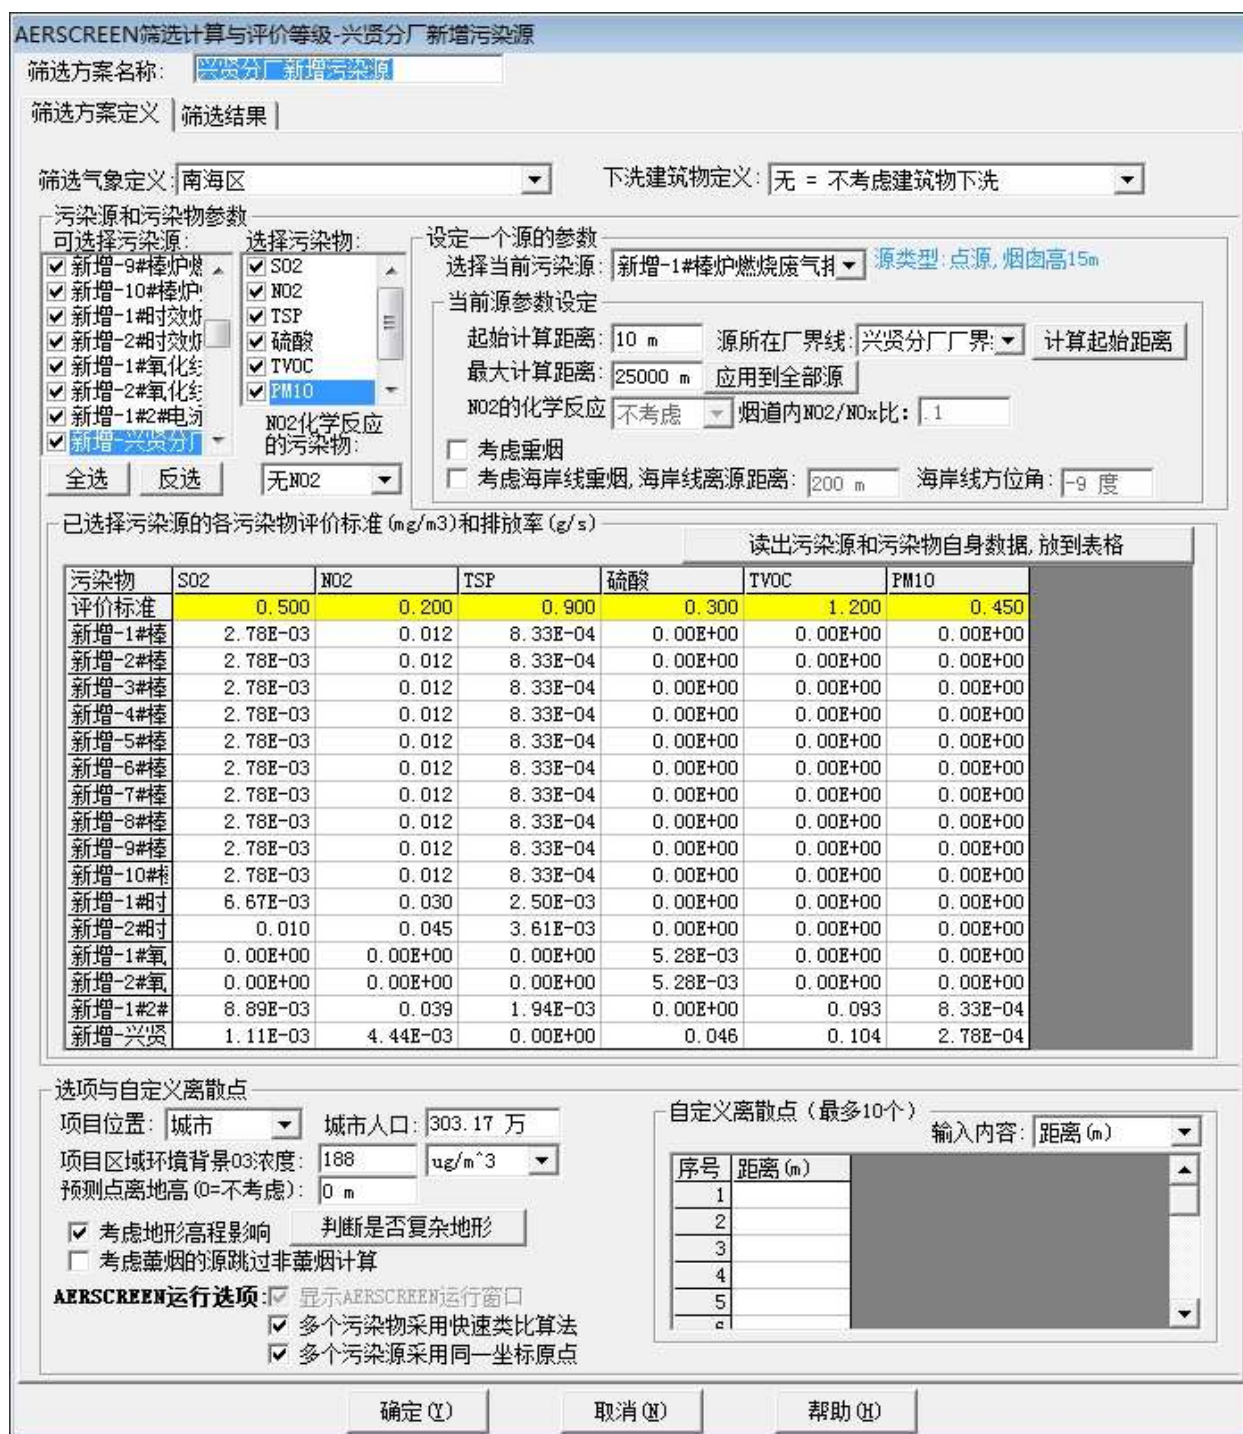 AERSCREEN筛选计算与评价等级-兴贤分厂新增污染源
筛选方案名称: 兴贤分厂新增污染源
筛选方案定义 筛选结果
筛选气象定义: 南海区 下洗建筑物定义: 无 = 不考虑建筑物下洗
污染源和污染物参数
可选择污染源: 选择污染物:
新增-9#棒炉燃
新增-10#棒炉
新增-1#时效炉
新增-2#时效炉
新增-1#氧化线
新增-2#氧化线
新增-1#2#电泳
新增-兴贤分厂
SO2
NO2
TSP
硫酸
TVOC
PM10
全选 反选
NO2化学反应
的污染物:
无NO2
设定一个源的参数
选择当前污染源: 新增-1#棒炉燃烧废气排 源类型:点源,烟囱高15m
当前源参数设定
起始计算距离: 10 m 源所在厂界线: 兴贤分厂厂界: 计算起始距离
最大计算距离: 25000 m 应用到全部源
NO2的化学反应 不考虑 烟道内NO2/NOx比: .1
考虑重烟
考虑海岸线重烟,海岸线离源距离: 200 m 海岸线方位角: -9 度
已选择污染源的各污染物评价标准(mg/m3)和排放率(g/s)
读出污染源和污染物自身数据,放到表格
污染物 SO2 NO2 TSP 硫酸 TVOC PM10
评价标准 0.500 0.200 0.900 0.300 1.200 0.450
新增-1#棒 2.78E-03 0.012 8.33E-04 0.00E+00 0.00E+00 0.00E+00
新增-2#棒 2.78E-03 0.012 8.33E-04 0.00E+00 0.00E+00 0.00E+00
新增-3#棒 2.78E-03 0.012 8.33E-04 0.00E+00 0.00E+00 0.00E+00
新增-4#棒 2.78E-03 0.012 8.33E-04 0.00E+00 0.00E+00 0.00E+00
新增-5#棒 2.78E-03 0.012 8.33E-04 0.00E+00 0.00E+00 0.00E+00
新增-6#棒 2.78E-03 0.012 8.33E-04 0.00E+00 0.00E+00 0.00E+00
新增-7#棒 2.78E-03 0.012 8.33E-04 0.00E+00 0.00E+00 0.00E+00
新增-8#棒 2.78E-03 0.012 8.33E-04 0.00E+00 0.00E+00 0.00E+00
新增-9#棒 2.78E-03 0.012 8.33E-04 0.00E+00 0.00E+00 0.00E+00
新增-10#棒 2.78E-03 0.012 8.33E-04 0.00E+00 0.00E+00 0.00E+00
新增-1#时 6.67E-03 0.030 2.50E-03 0.00E+00 0.00E+00 0.00E+00
新增-2#时 0.010 0.045 3.61E-03 0.00E+00 0.00E+00 0.00E+00
新增-1#氧 0.00E+00 0.00E+00 0.00E+00 5.28E-03 0.00E+00 0.00E+00
新增-2#氧 0.00E+00 0.00E+00 0.00E+00 5.28E-03 0.00E+00 0.00E+00
新增-1#2# 8.89E-03 0.039 1.94E-03 0.00E+00 0.093 8.33E-04
新增-兴贤 1.11E-03 4.44E-03 0.00E+00 0.046 0.104 2.78E-04
选项与自定义离散点
项目位置: 城市 城市人口: 303.17 万
项目区域环境背景O3浓度: 188 ug/m^3
预测点离地高(0=不考虑): 0 m
考虑地形高程影响 判断是否复杂地形
考虑薰烟的源跳过非薰烟计算
AERSCREEN运行选项: 显示AERSCREEN运行窗口
多个污染物采用快速类比算法
多个污染源采用同一坐标原点
自定义离散点(最多10个)
输入内容: 距离(m)
序号 距离(m)
1
2
3
4
5
确定(Y) 取消(N) 帮助(H)